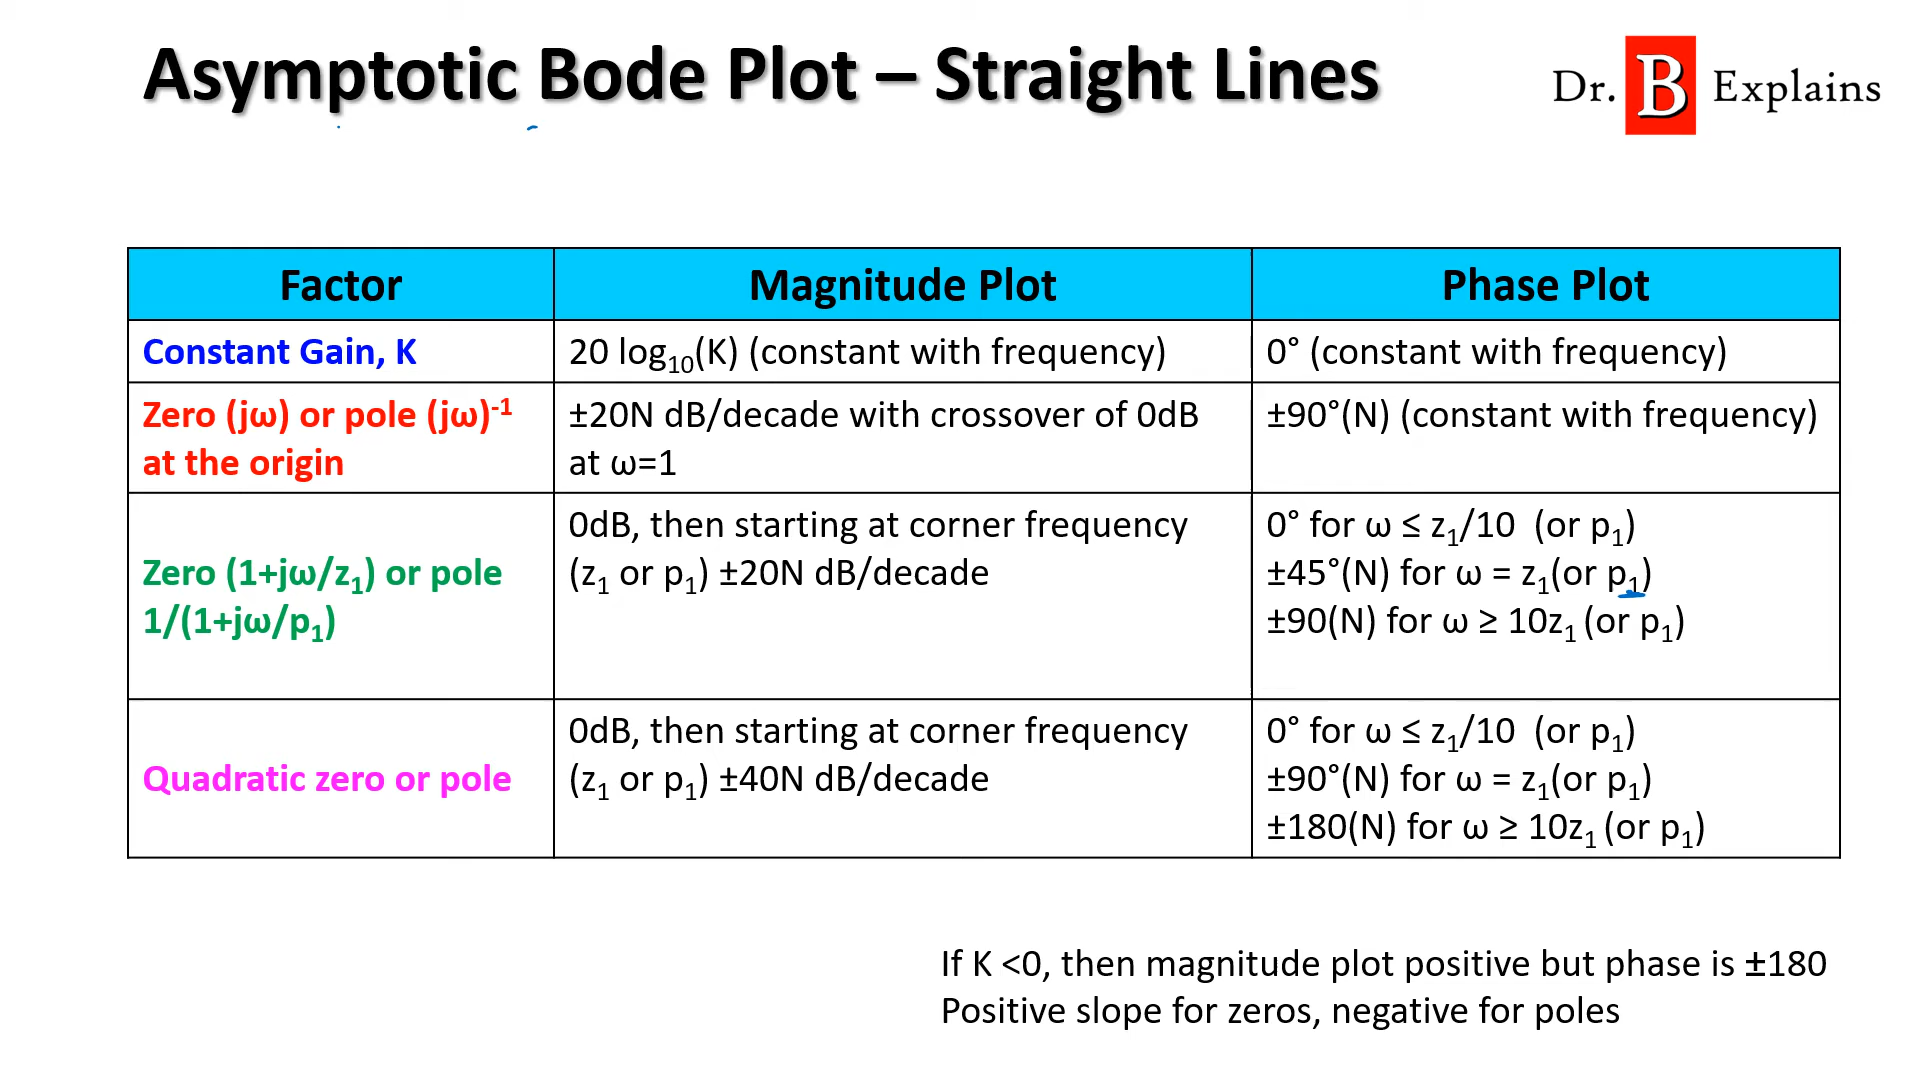 Asymptotic Bode Plot – Straight Lines
Dr. B Explains
Factor
Magnitude Plot
Phase Plot
Constant Gain, K
20 log₁₀(K) (constant with frequency)
0° (constant with frequency)
Zero (jω) or pole (jω)⁻¹
at the origin
±20N dB/decade with crossover of 0dB
at ω=1
±90°(N) (constant with frequency)
Zero (1+jω/z₁) or pole
1/(1+jω/p₁)
0dB, then starting at corner frequency
(z₁ or p₁) ±20N dB/decade
0° for ω ≤ z₁/10 (or p₁)
±45°(N) for ω = z₁(or p₁)
±90(N) for ω ≥ 10z₁ (or p₁)
Quadratic zero or pole
0dB, then starting at corner frequency
(z₁ or p₁) ±40N dB/decade
0° for ω ≤ z₁/10 (or p₁)
±90°(N) for ω = z₁(or p₁)
±180(N) for ω ≥ 10z₁ (or p₁)
If K <0, then magnitude plot positive but phase is ±180
Positive slope for zeros, negative for poles